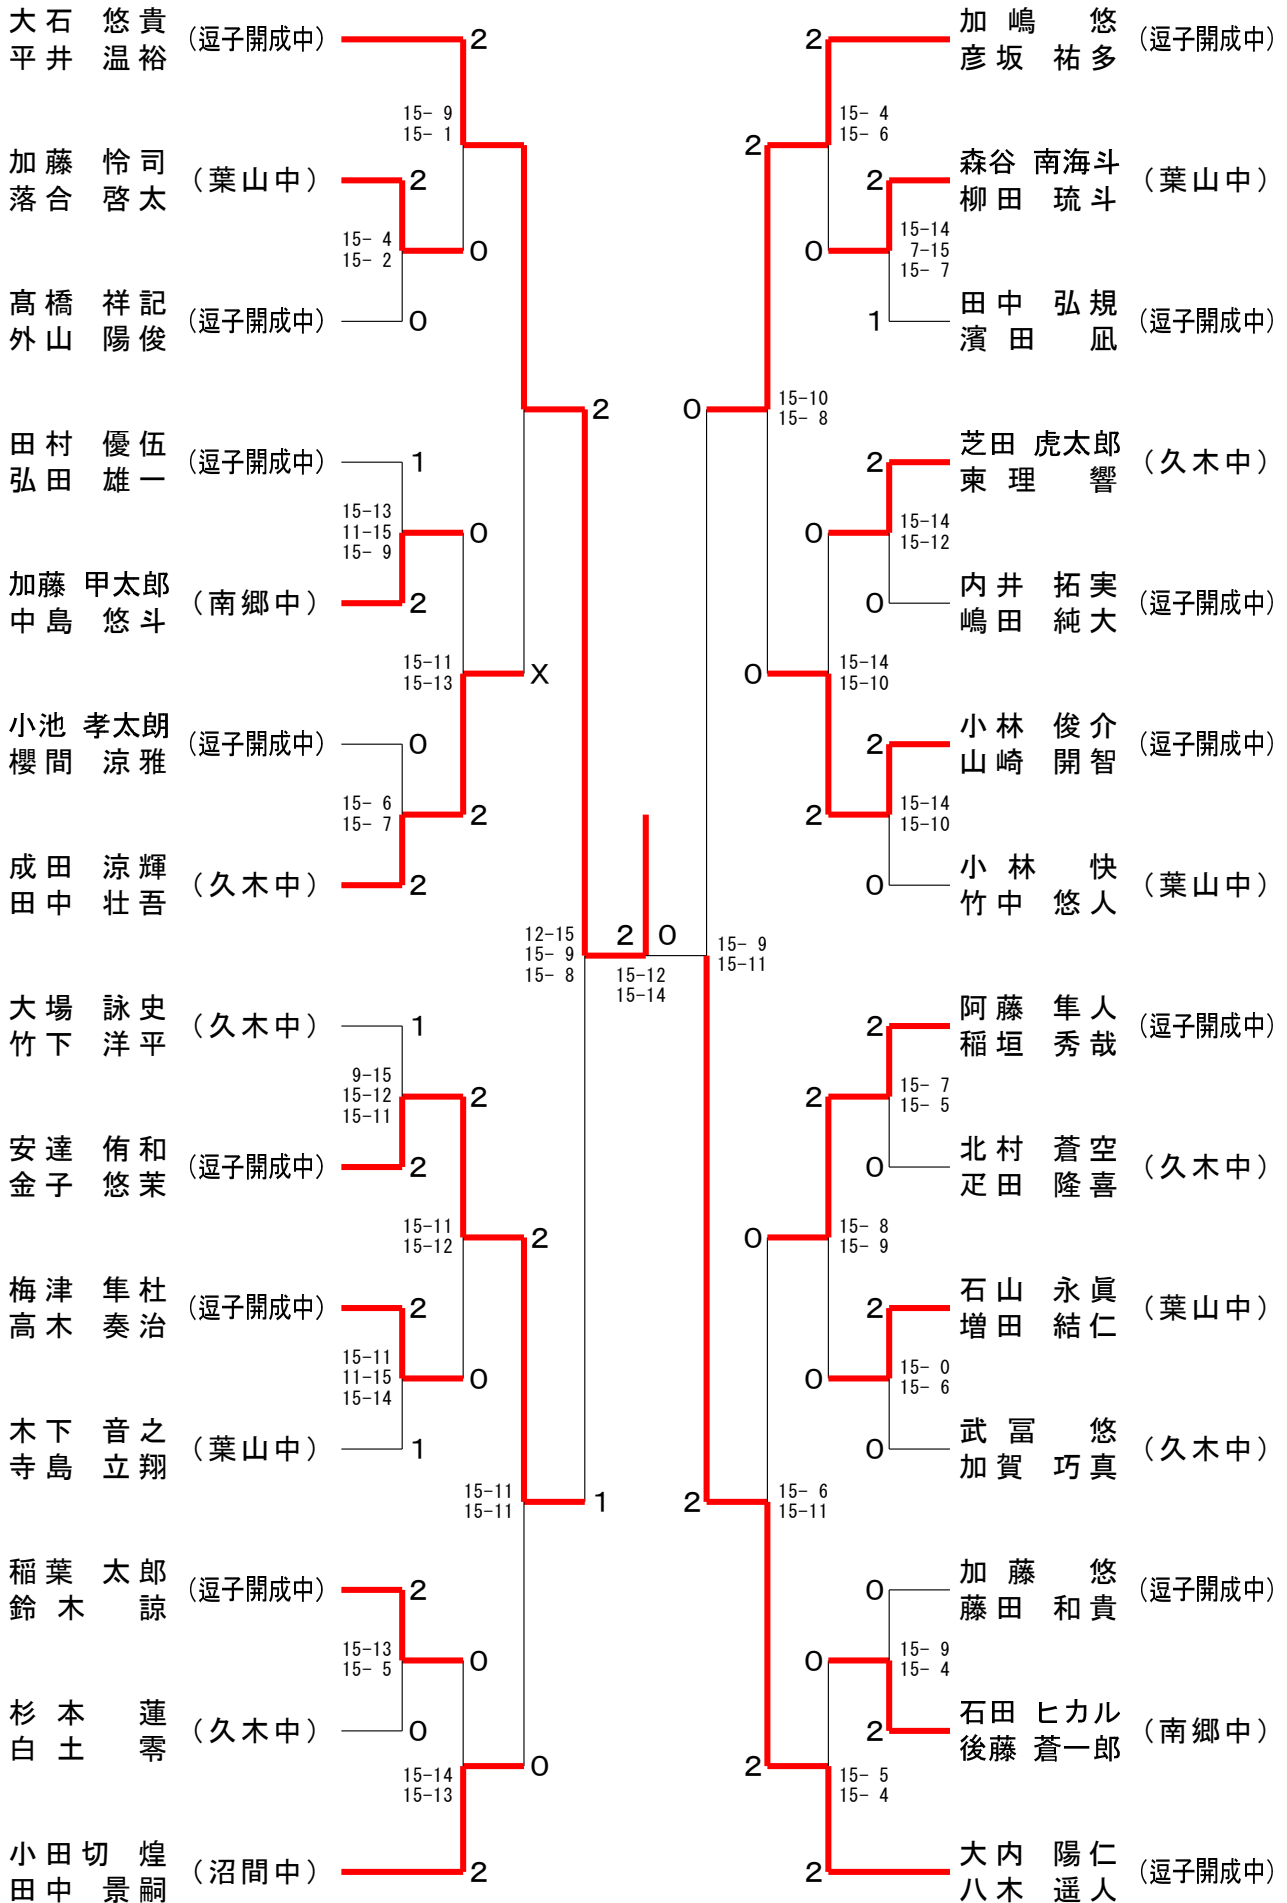 大石 悠貴
平井 温裕
(逗子開成中)
2
15- 9
15- 1
加藤 怜司
落合 啓太
(葉山中)
2
15- 4
15- 2
0
髙橋 祥記
外山 陽俊
(逗子開成中)
0
2
田村 優伍
弘田 雄一
(逗子開成中)
1
15-13
11-15
15- 9
0
加藤 甲太郎
中島 悠斗
(南郷中)
2
15-11
15-13
X
小池 孝太朗
櫻間 涼雅
(逗子開成中)
0
15- 6
15- 7
2
成田 涼輝
田中 壮吾
(久木中)
2
12-15
15- 9
15- 8
2 0
15-12
15-14
大場 詠史
竹下 洋平
(久木中)
1
9-15
15-12
15-11
2
安達 侑和
金子 悠茉
(逗子開成中)
2
15-11
15-12
2
梅津 隼杜
高木 奏治
(逗子開成中)
2
15-11
11-15
15-14
0
木下 音之
寺島 立翔
(葉山中)
1
15-11
15-11
1
稲葉 太郎
鈴木 諒
(逗子開成中)
2
15-13
15- 5
0
杉本 蓮
白土 零
(久木中)
0
15-14
15-13
0
小田切 煌
田中 景嗣
(沼間中)
2
2
加嶋 悠
彦坂 祐多
(逗子開成中)
2
15- 4
15- 6
2
森谷 南海斗
柳田 琉斗
(葉山中)
0
15-14
7-15
15- 7
1
田中 弘規
濱田 凪
(逗子開成中)
0
15-10
15- 8
2
芝田 虎太郎
東理 響
(久木中)
0
15-14
15-12
0
内井 拓実
嶋田 純大
(逗子開成中)
0
15-14
15-10
2
小林 俊介
山崎 開智
(逗子開成中)
2
15-14
15-10
0
小林 快
竹中 悠人
(葉山中)
15- 9
15-11
2
阿藤 隼人
稲垣 秀哉
(逗子開成中)
2
15- 7
15- 5
0
北村 蒼空
疋田 隆喜
(久木中)
0
15- 8
15- 9
2
石山 永眞
増田 結仁
(葉山中)
0
15- 0
15- 6
0
武冨 悠
加賀 巧真
(久木中)
2
15- 6
15-11
0
加藤 悠
藤田 和貴
(逗子開成中)
0
15- 9
15- 4
2
石田 ヒカル
後藤 蒼一郎
(南郷中)
2
15- 5
15- 4
2
大内 陽仁
八木 遥人
(逗子開成中)